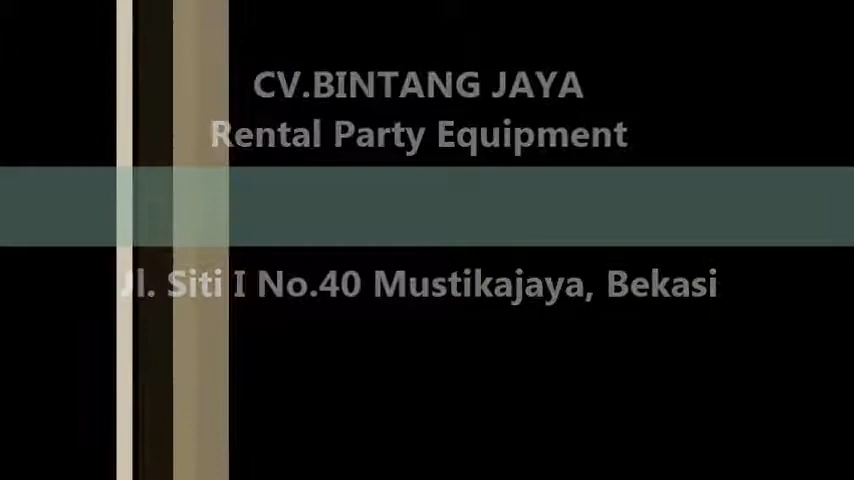 CV.BINTANG JAYA
Rental Party Equipment
Jl. Siti I No.40 Mustikajaya, Bekasi